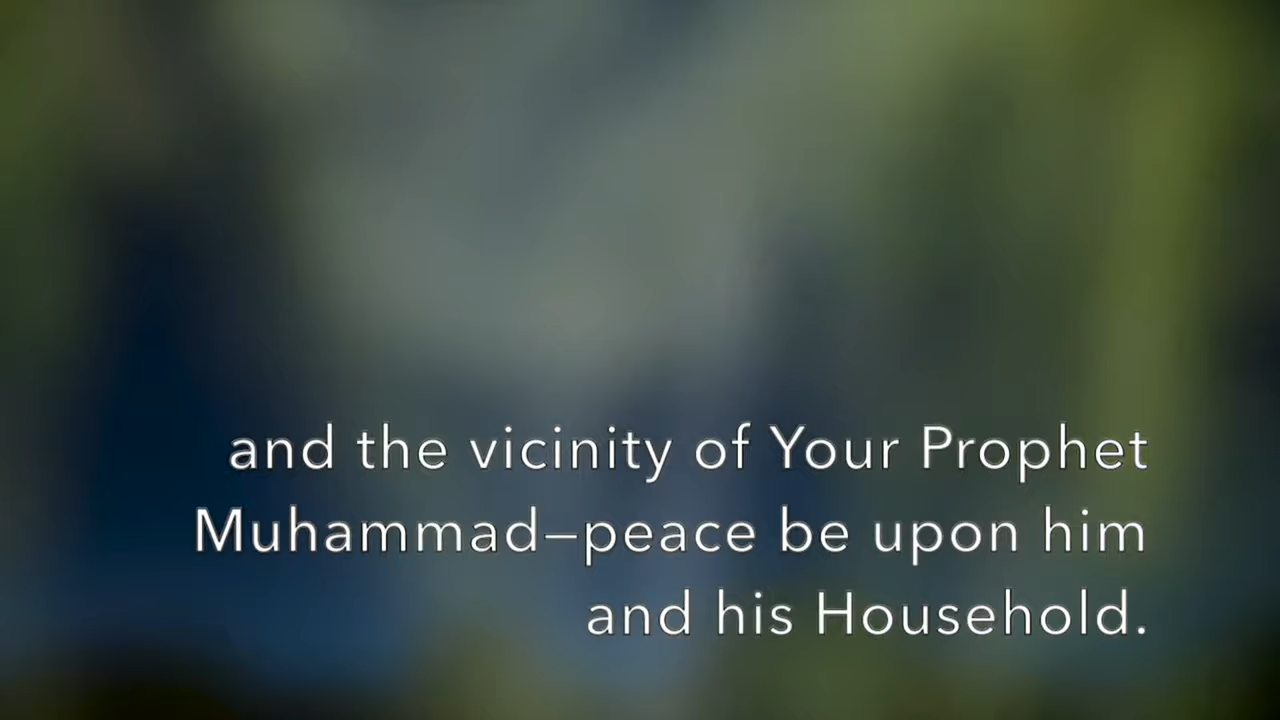 and the vicinity of Your Prophet
Muhammad—peace be upon him
and his Household.